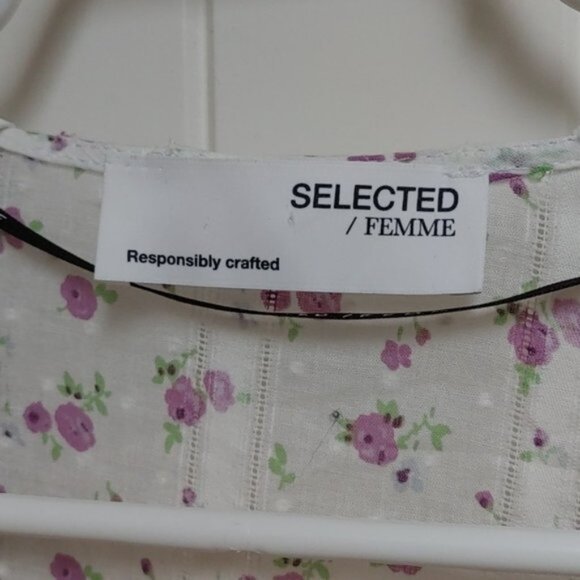 SELECTED
/ FEMME
Responsibly crafted